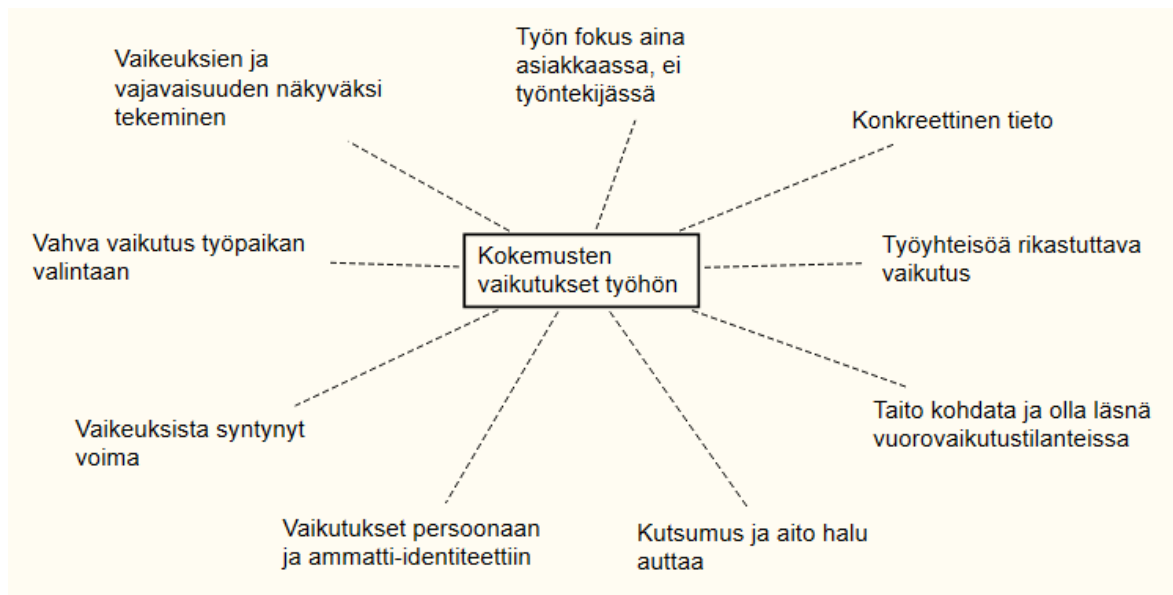 Vaikeuksien ja
vajavaisuuden näkyväksi
tekeminen
Työn fokus aina
asiakkaassa, ei
työntekijässä
Konkreettinen tieto
Vahva vaikutus työpaikan
valintaan
Kokemusten
vaikutukset työhön
Työyhteisöä rikastuttava
vaikutus
Vaikeuksista syntynyt
voima
Taito kohdata ja olla läsnä
vuorovaikutustilanteissa
Vaikutukset persoonaan
ja ammatti-identiteettiin
Kutsumus ja aito halu
auttaa